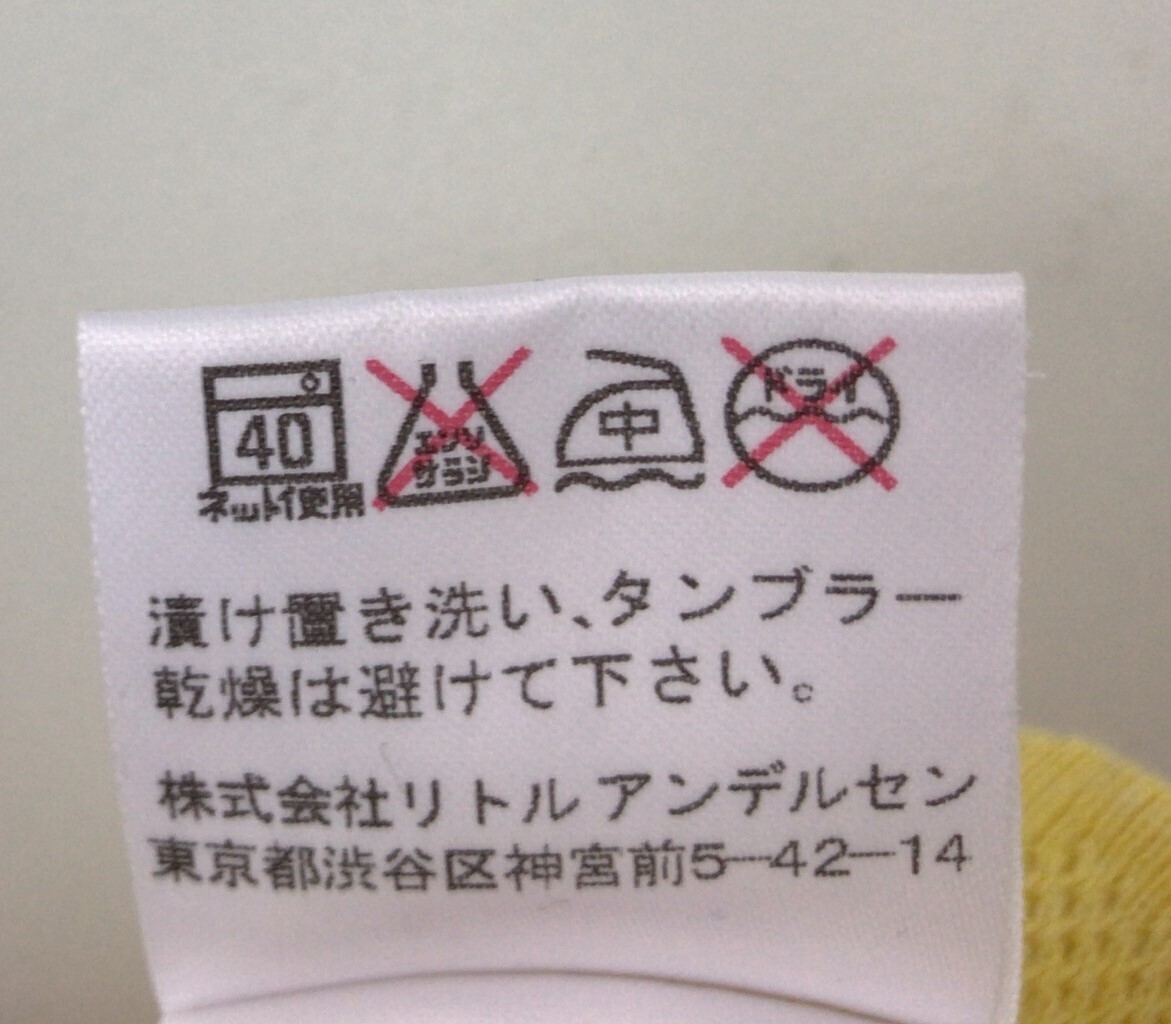 40 エンソサラシ 中 ドライ
ネット使用
漬け置き洗い、タンブラー
乾燥は避けて下さい。
株式会社リトルアンデルセン
東京都渋谷区神宮前5-42-14